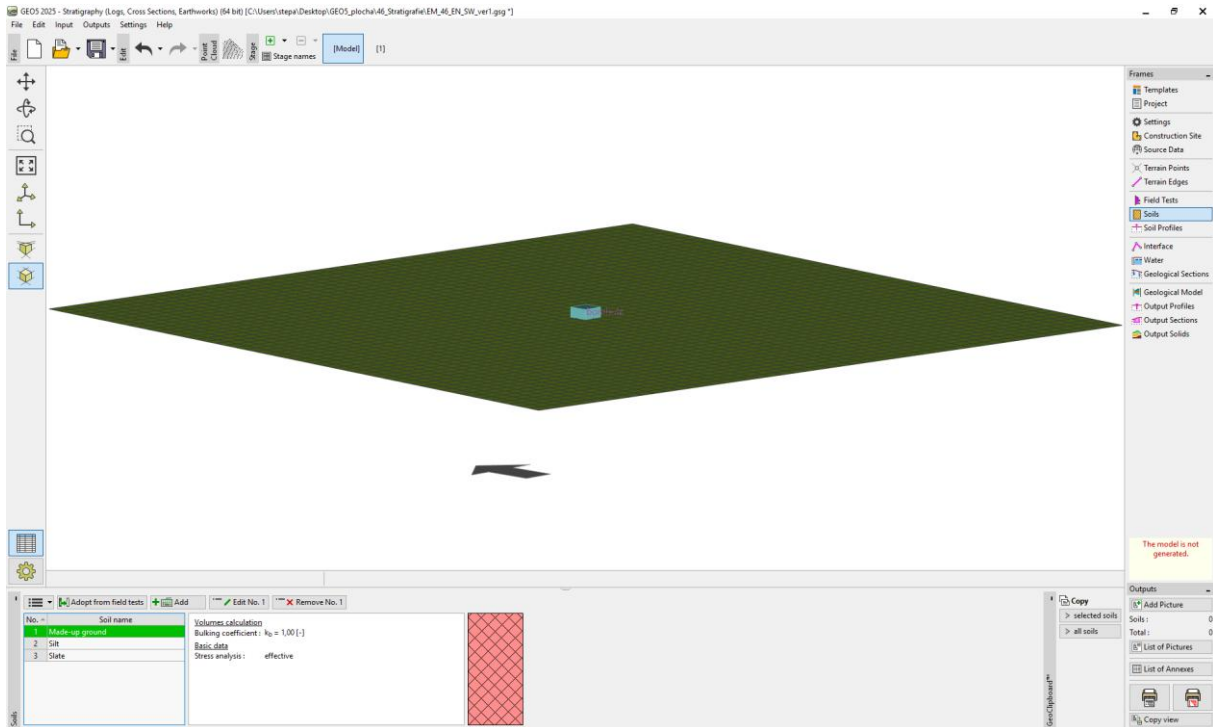 GEO5 2025 - Stratigraphy (Logs, Cross Sections, Earthworks) (64 bit) [C:\Users\stepa\Desktop\GEO5_plocha\46_Stratigrafie\EM_46_EN_SW_ver1.gsg *]
File Edit Input Outputs Settings Help
File
Edit
Point Cloud
Stage
Stage names
[Model]
[1]
Frames
Templates
Project
Settings
Construction Site
Source Data
Terrain Points
Terrain Edges
Field Tests
Soils
Soil Profiles
Interface
Water
Geological Sections
Geological Model
Output Profiles
Output Sections
Output Solids
The model is not
generated.
Outputs
Add Picture
Soils : 0
Total : 0
List of Pictures
List of Annexes
Copy view
Adopt from field tests Add Edit No. 1 Remove No. 1
No. Soil name
1 Made-up ground
2 Silt
3 Slate
Volumes calculation
Bulking coefficient : kb = 1,00 [-]
Basic data
Stress analysis : effective
Copy
> selected soils
> all soils
GeoClipboard™
Soils